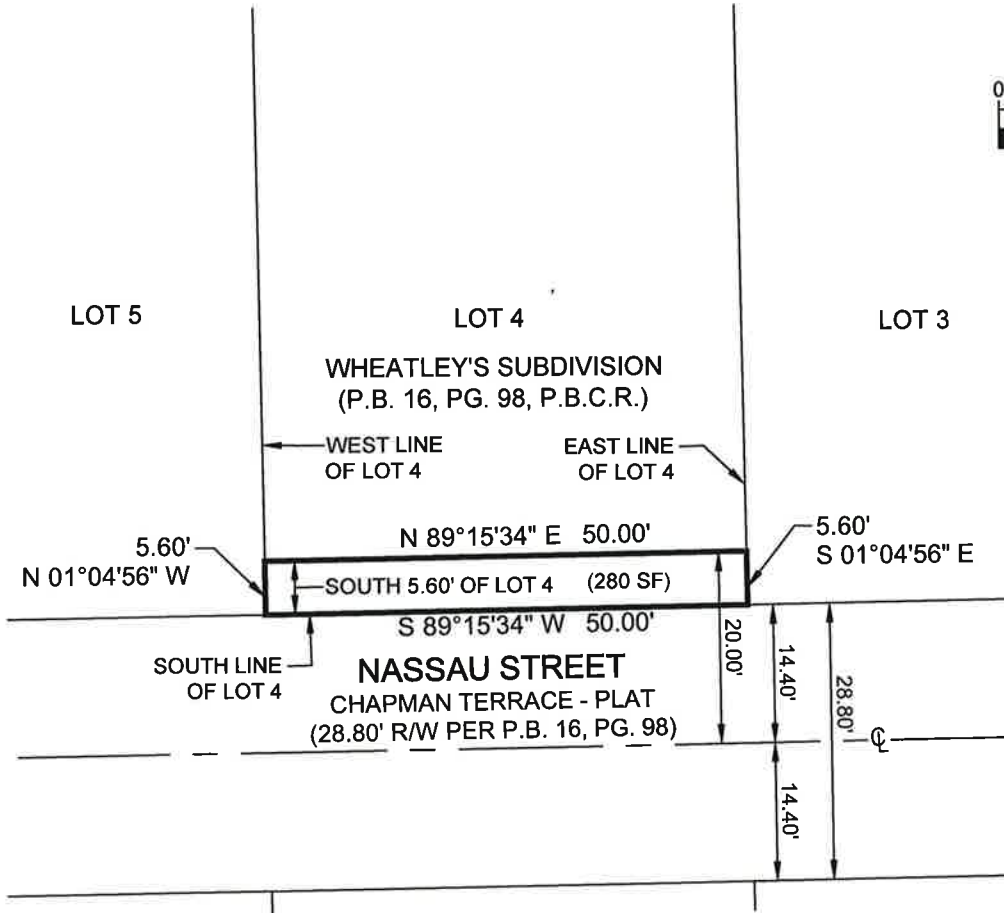 0
LOT 5
LOT 4
LOT 3
WHEATLEY'S SUBDIVISION
(P.B. 16, PG. 98, P.B.C.R.)
WEST LINE
OF LOT 4
EAST LINE
OF LOT 4
5.60'
N 01°04'56" W
N 89°15'34" E 50.00'
5.60'
S 01°04'56" E
SOUTH 5.60' OF LOT 4 (280 SF)
S 89°15'34" W 50.00'
SOUTH LINE
OF LOT 4
NASSAU STREET
CHAPMAN TERRACE - PLAT
(28.80' R/W PER P.B. 16, PG. 98)
20.00'
14.40'
28.80'
℄
14.40'